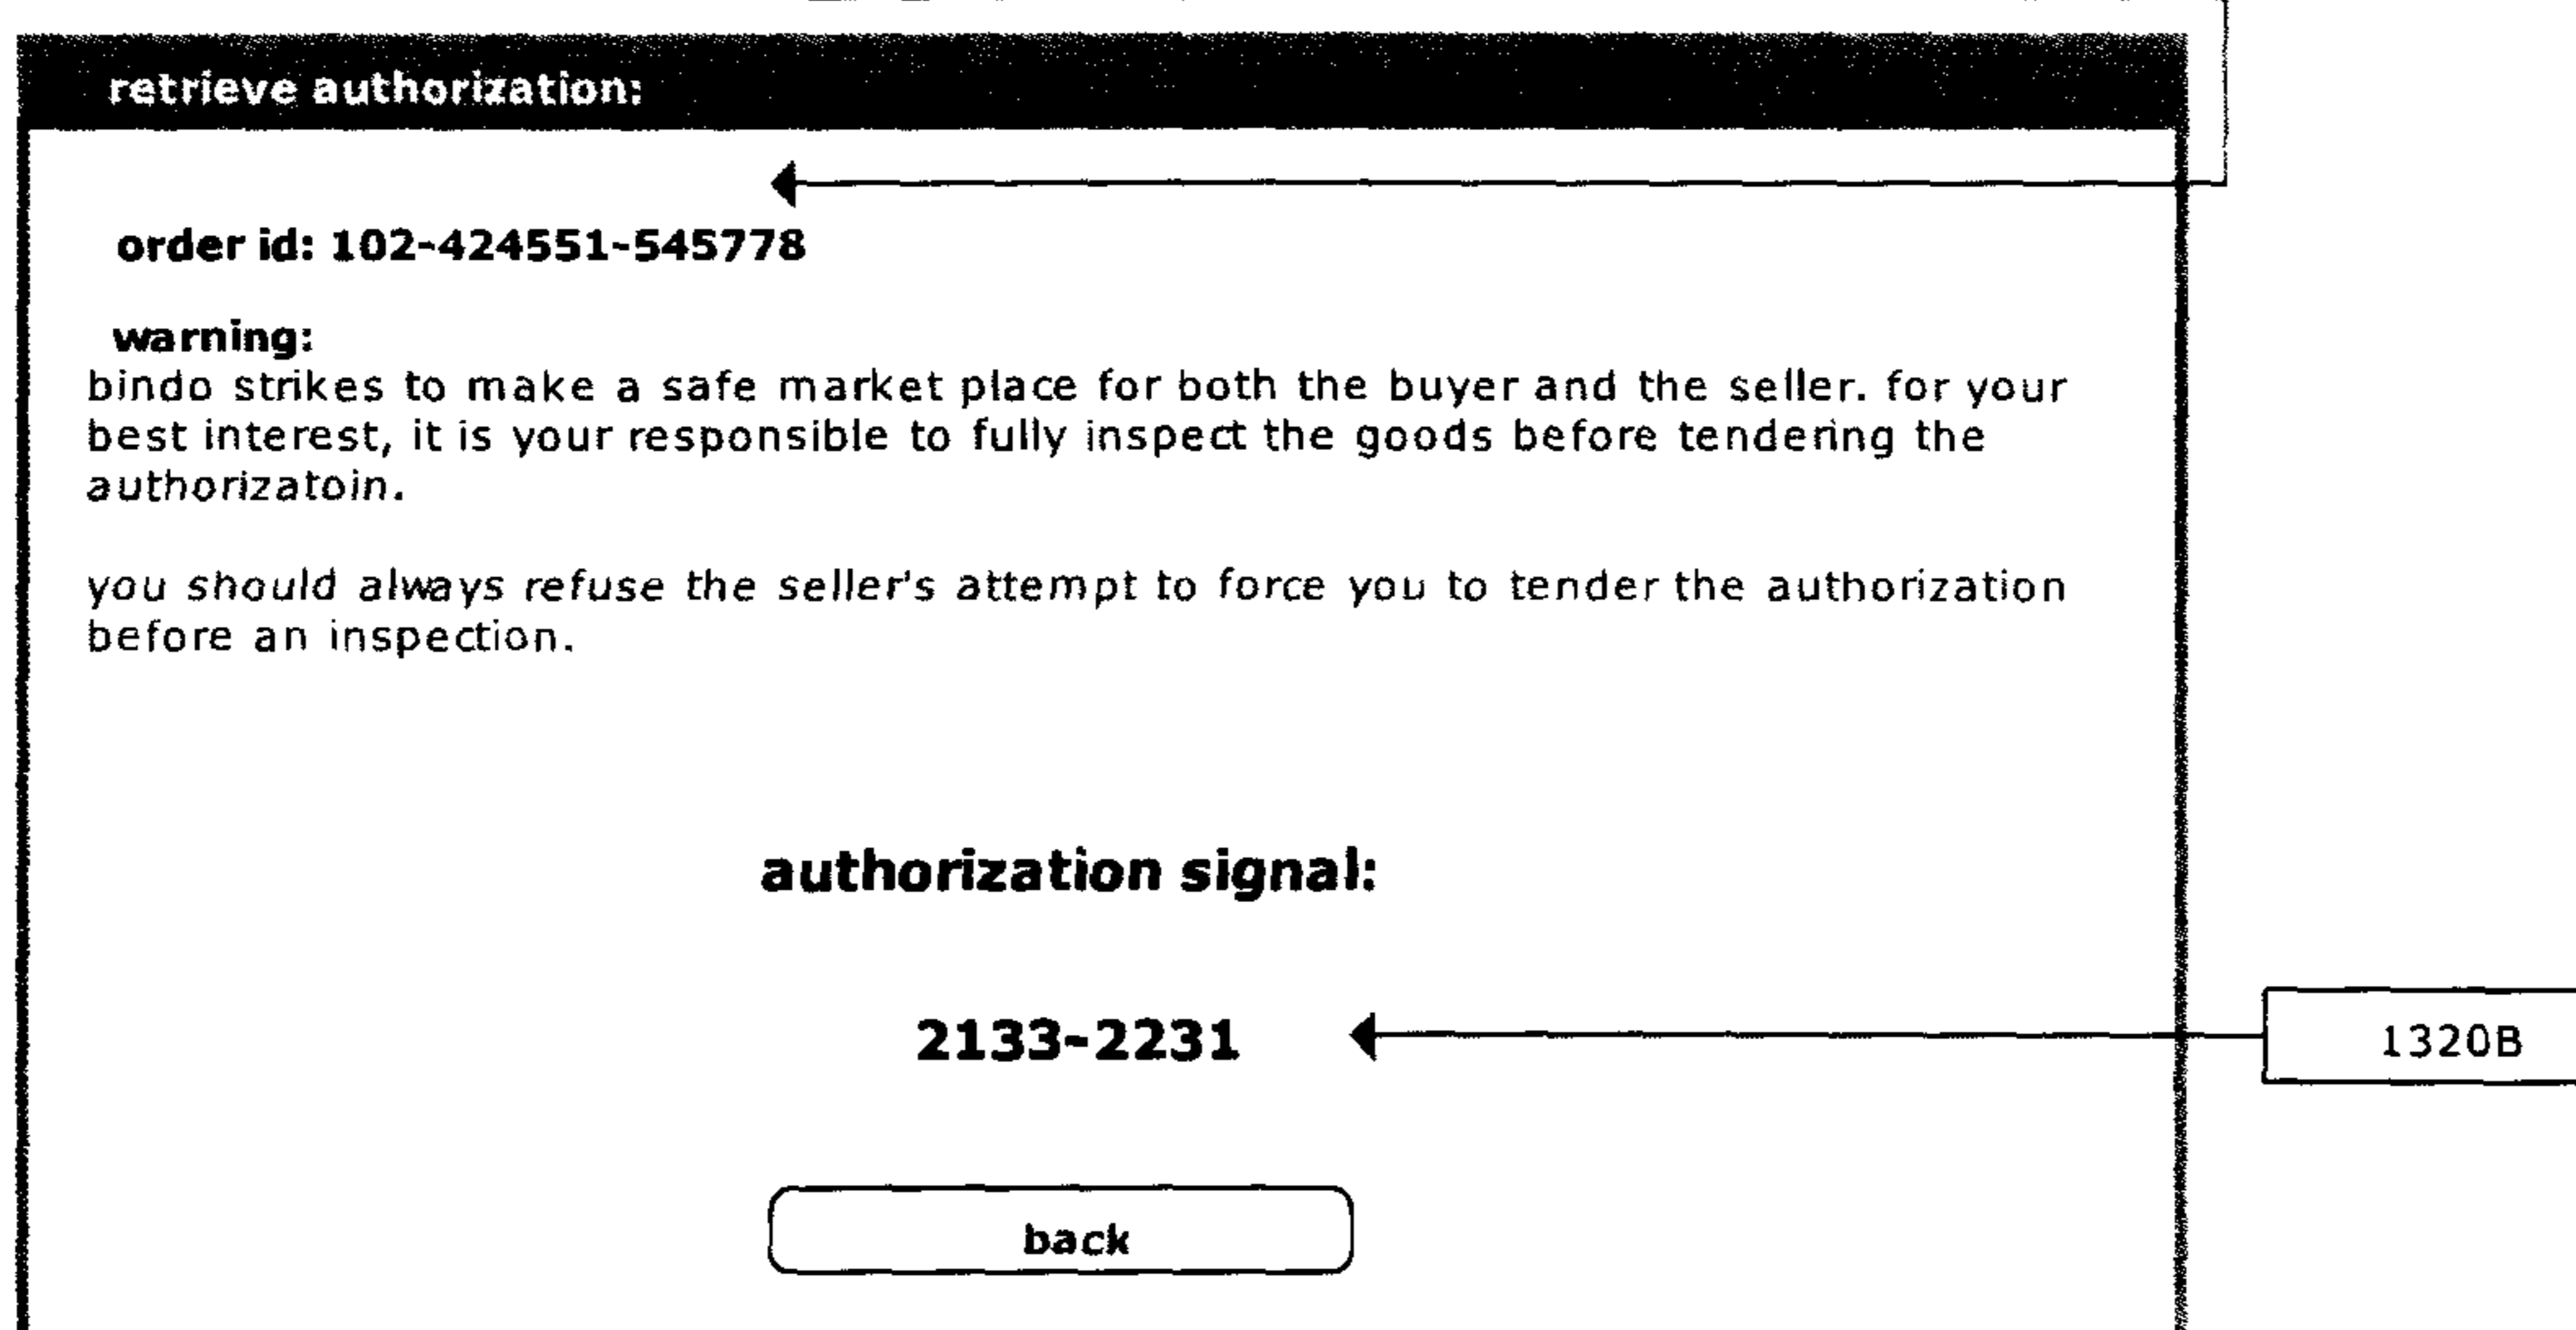 retrieve authorization:
order id: 102-424551-545778
warning:
bindo strikes to make a safe market place for both the buyer and the seller. for your
best interest, it is your responsible to fully inspect the goods before tendering the
authorizatoin.
you should always refuse the seller's attempt to force you to tender the authorization
before an inspection.
authorization signal:
2133-2231
1320B
back